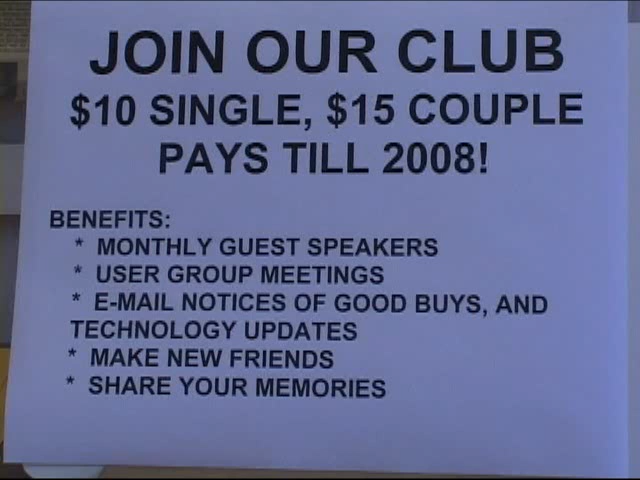 JOIN OUR CLUB
$10 SINGLE, $15 COUPLE
PAYS TILL 2008!
BENEFITS:
* MONTHLY GUEST SPEAKERS
* USER GROUP MEETINGS
* E-MAIL NOTICES OF GOOD BUYS, AND
TECHNOLOGY UPDATES
* MAKE NEW FRIENDS
* SHARE YOUR MEMORIES